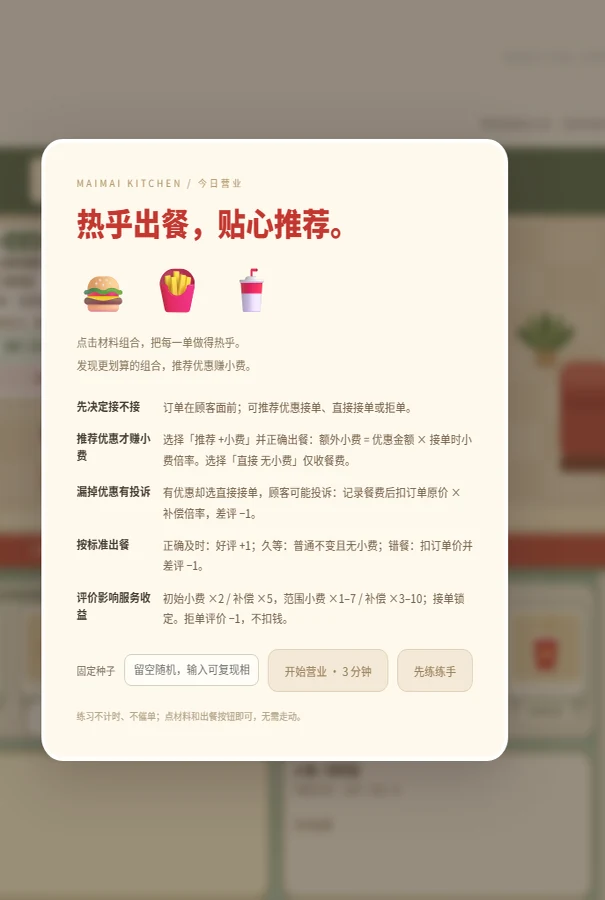 MAIMAI KITCHEN / 今日营业
热乎出餐，贴心推荐。
点击材料组合，把每一单做得热乎。
发现更划算的组合，推荐优惠赚小费。
先决定接不接 订单在顾客面前；可推荐优惠接单、直接接单或拒单。
推荐优惠才赚小费 选择「推荐 +小费」并正确出餐：额外小费 = 优惠金额 × 接单时小
费倍率。选择「直接 无小费」仅收餐费。
漏掉优惠有投诉 有优惠却选直接接单，顾客可能投诉：记录餐费后扣订单原价 ×
补偿倍率，差评 −1。
按标准出餐 正确及时：好评 +1；久等：普通不变且无小费；错餐：扣订单价并
差评 −1。
评价影响服务收益 初始小费 ×2 / 补偿 ×5，范围小费 ×1–7 / 补偿 ×3–10；接单锁
定。拒单评价 −1，不扣钱。
固定种子 留空随机，输入可复现相 开始营业 · 3 分钟 先练练手
练习不计时、不催单；点材料和出餐按钮即可，无需走动。